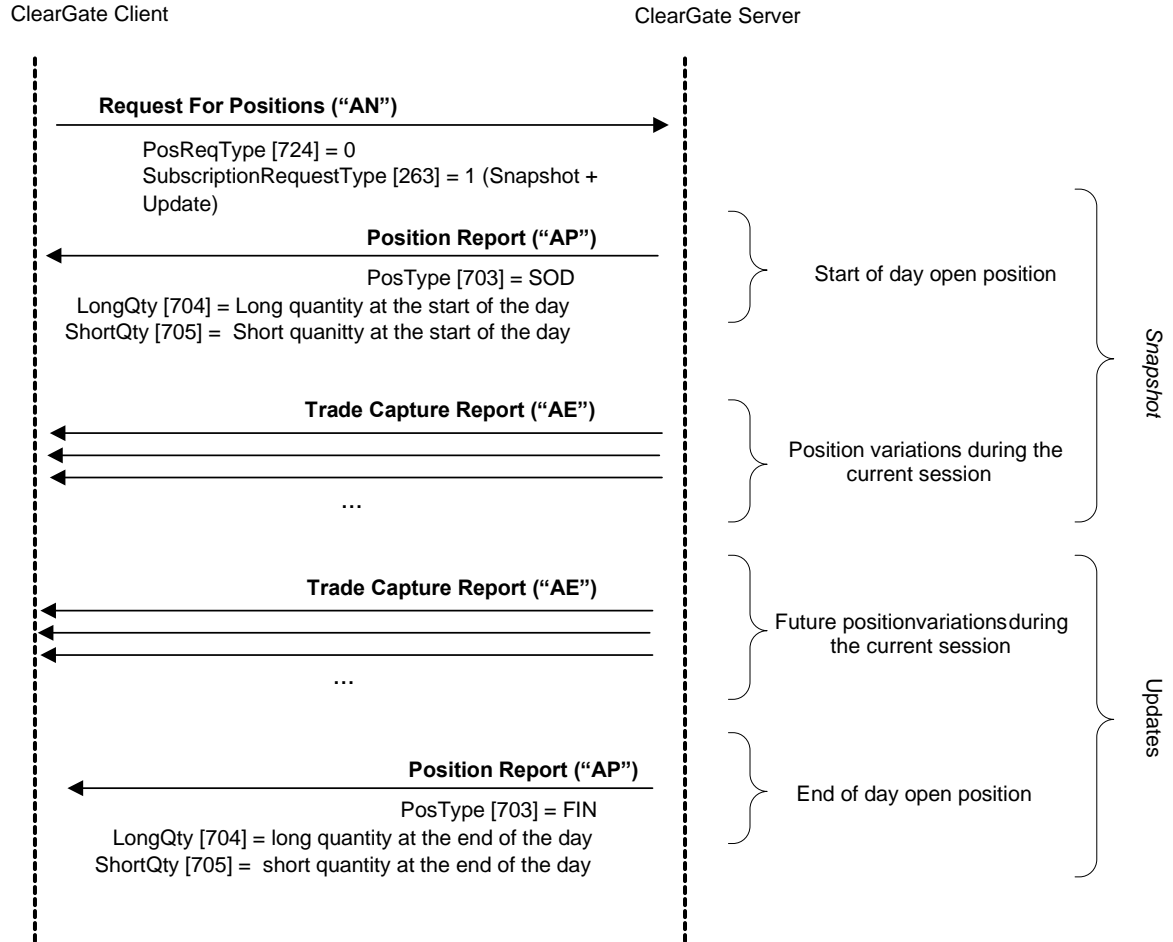 ClearGate Client
ClearGate Server
Request For Positions (“AN”)
PosReqType [724] = 0
SubscriptionRequestType [263] = 1 (Snapshot +
Update)
Position Report (“AP”)
PosType [703] = SOD
LongQty [704] = Long quantity at the start of the day
ShortQty [705] =  Short quanitty at the start of the day
Start of day open position
Snapshot
Trade Capture Report (“AE”)
…
Position variations during the
current session
Trade Capture Report (“AE”)
…
Future positionvariationsduring
the current session
Updates
Position Report (“AP”)
PosType [703] = FIN
LongQty [704] = long quantity at the end of the day
ShortQty [705] =  short quantity at the end of the day
End of day open position